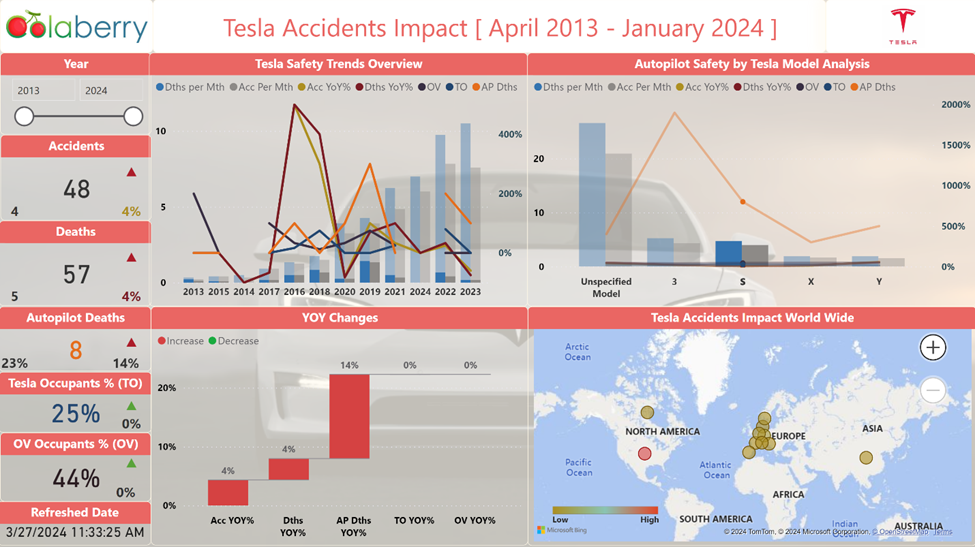 Colaberry
Tesla Accidents Impact [ April 2013 - January 2024 ]
TESLA
Year
2013 2024
Accidents
48
4 4%
Deaths
57
5 4%
Autopilot Deaths
8
23% 14%
Tesla Occupants % (TO)
25%
0%
OV Occupants % (OV)
44%
0%
Refreshed Date
3/27/2024 11:33:25 AM
Tesla Safety Trends Overview
Dths per Mth Acc Per Mth Acc YoY% Dths YoY% OV TO AP Dths
10
5
0
400%
200%
0%
2013 2015 2014 2017 2016 2018 2020 2019 2021 2024 2022 2023
Autopilot Safety by Tesla Model Analysis
Dths per Mth Acc Per Mth Acc YoY% Dths YoY% OV TO AP Dths
20
10
0
2000%
1500%
1000%
500%
0%
Unspecified
Model
3 S X Y
YOY Changes
Increase Decrease
20%
10%
0%
4% 4% 14% 0% 0%
Acc YOY% Dths
YOY%
AP Dths
YOY%
TO YOY% OV YOY%
Tesla Accidents Impact World Wide
Arctic
Ocean
NORTH AMERICA
EUROPE
ASIA
Pacific
Ocean
Atlantic
Ocean
AFRICA
SOUTH AMERICA
Indian
Ocean
AUSTRALIA
Low High
Microsoft Bing
© 2024 TomTom, © 2024 Microsoft Corporation, © OpenStreetMap Terms